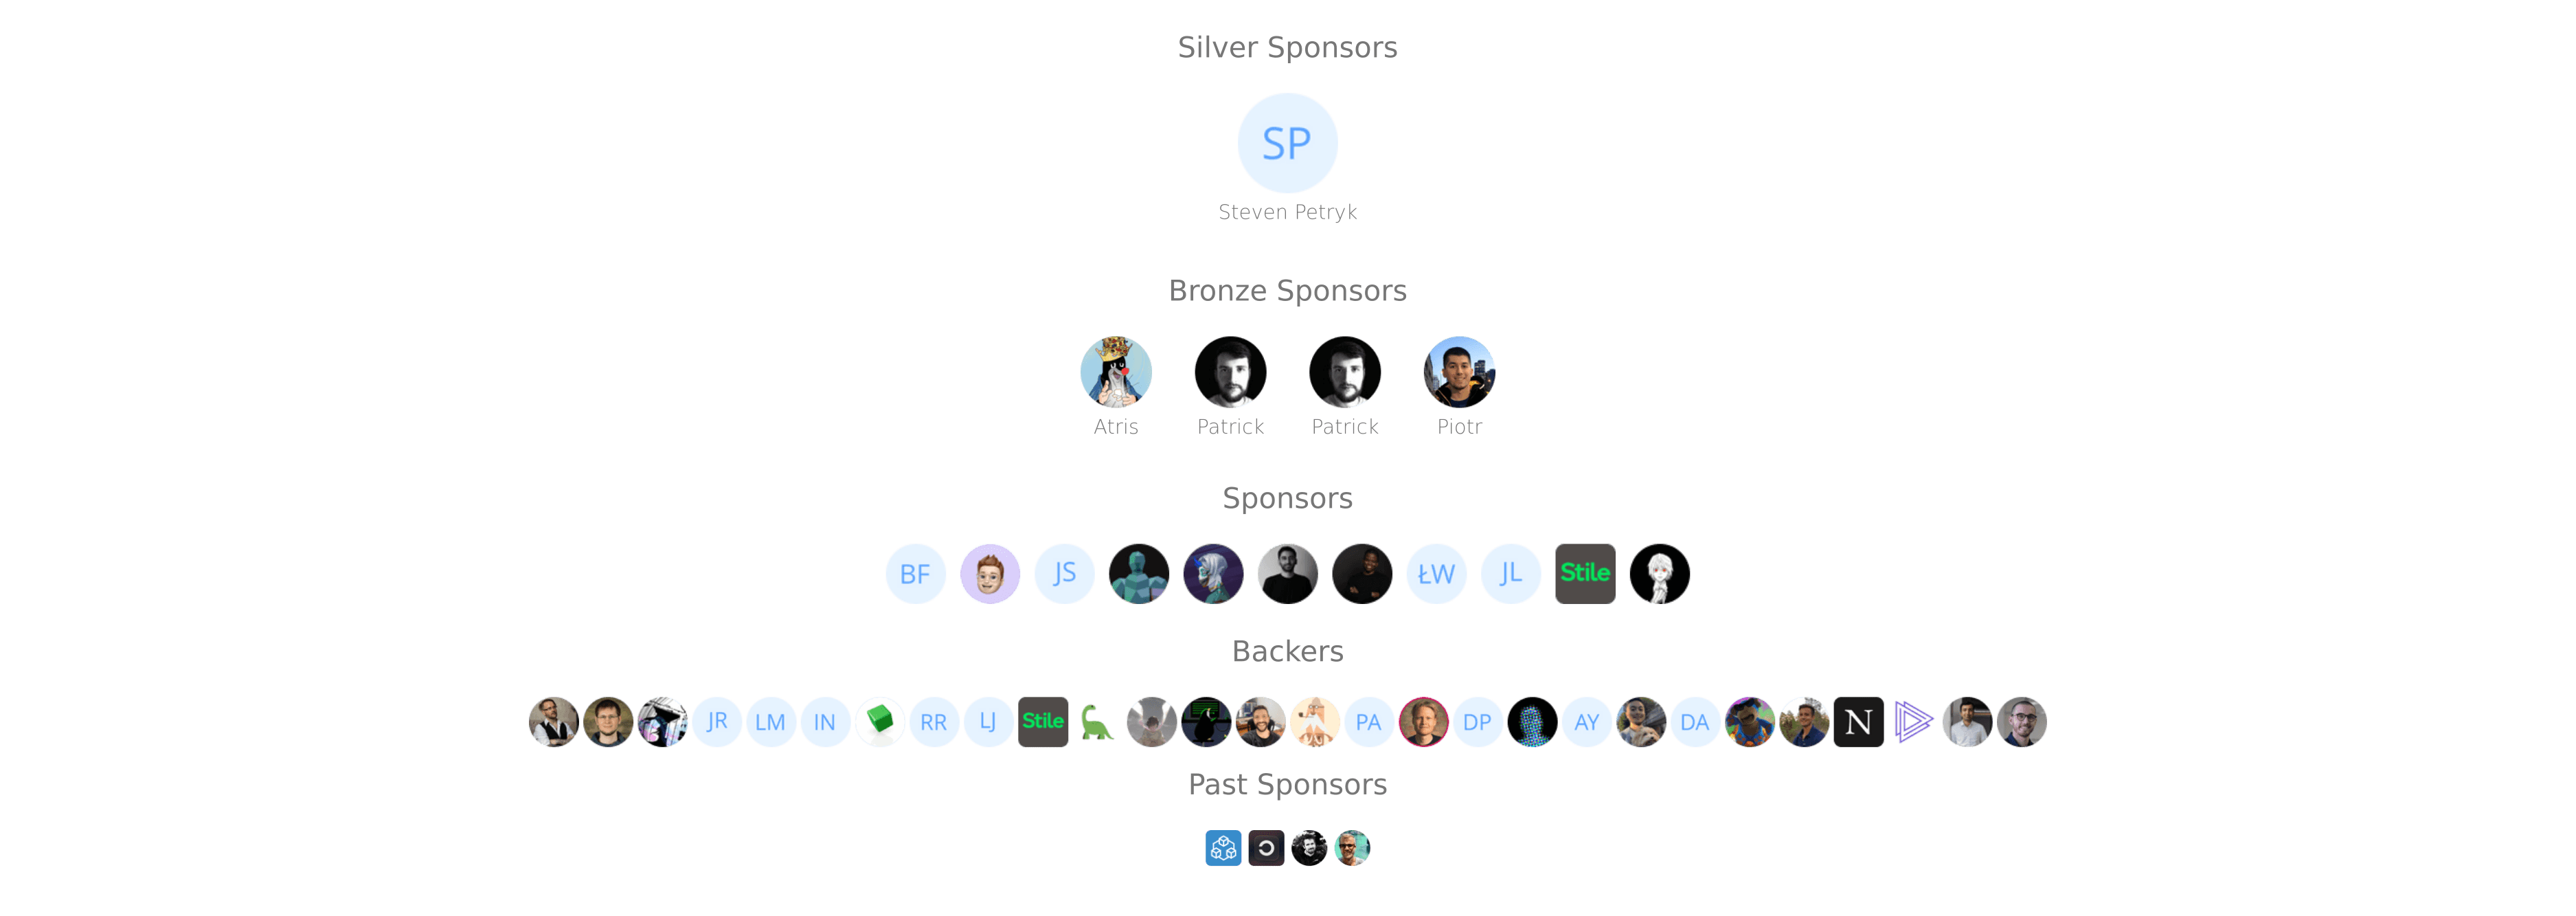 Silver Sponsors
SP
Steven Petryk
Bronze Sponsors
Atris Patrick Patrick Piotr
Sponsors
BF JS ŁW JL Stile
Backers
JR LM IN RR LJ Stile PA DP AY DA N
Past Sponsors